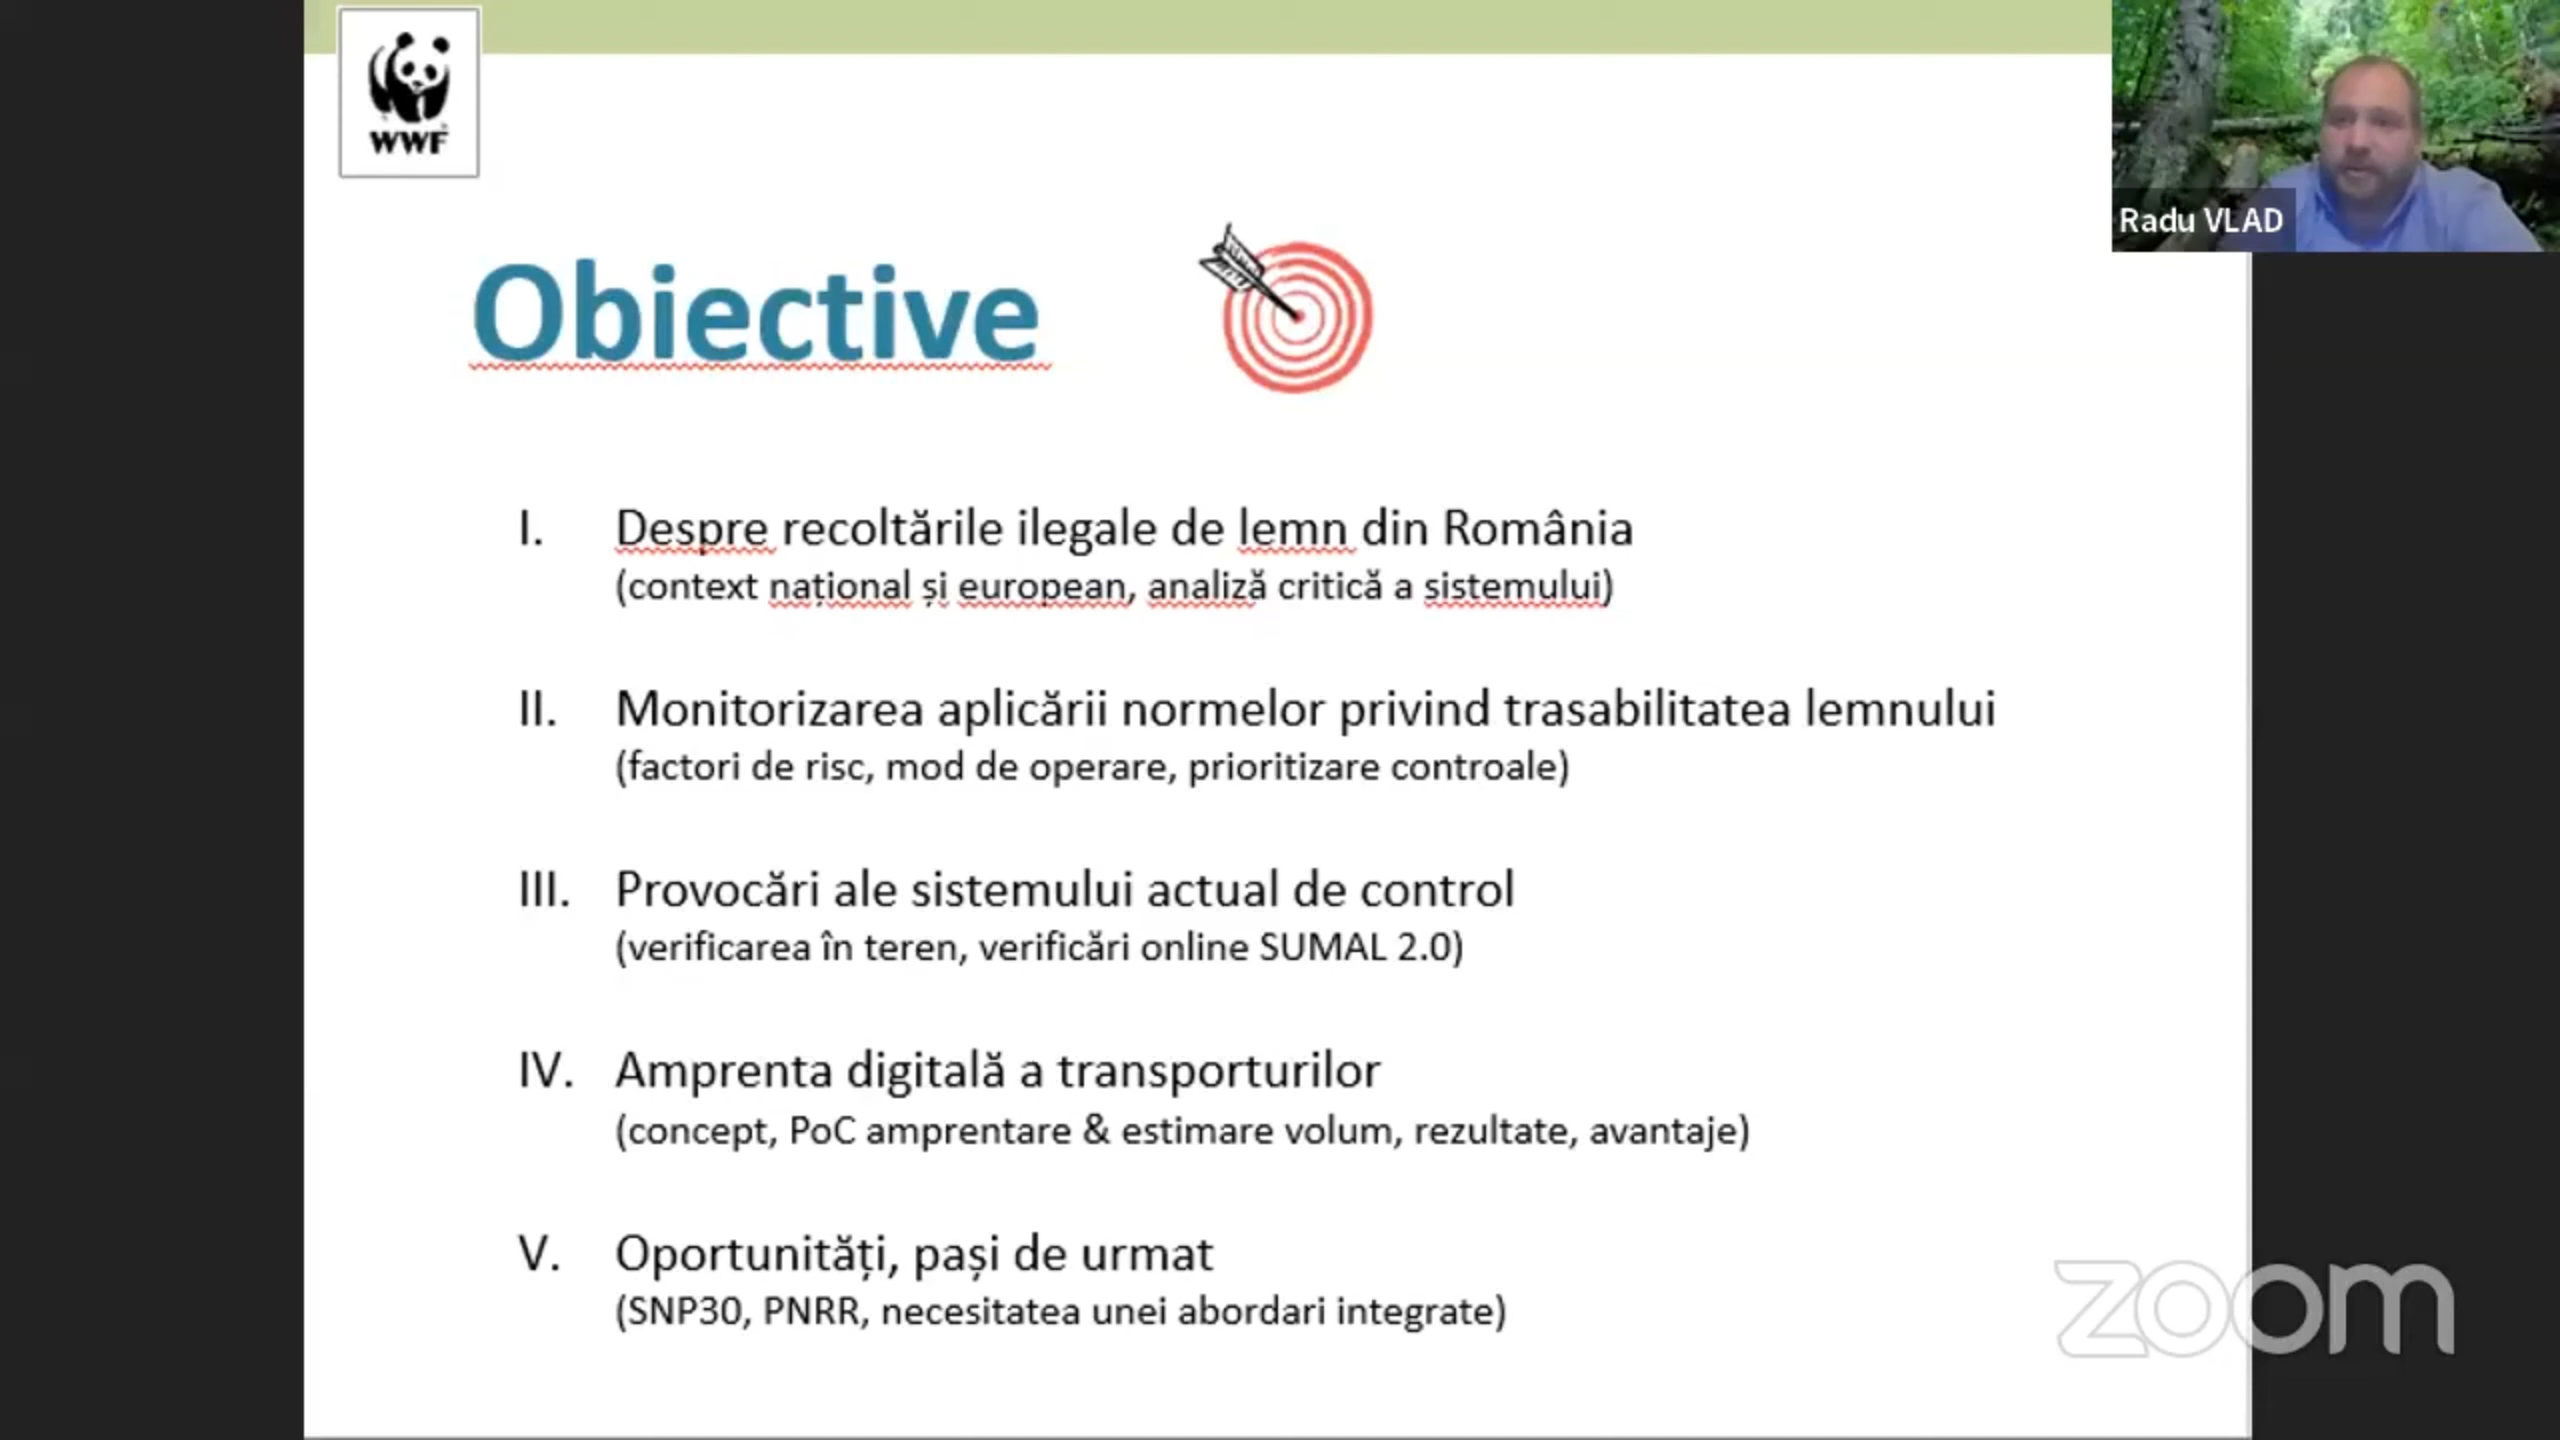 WWF
Radu VLAD
Obiective
I. Despre recoltările ilegale de lemn din România
(context național și european, analiză critică a sistemului)
II. Monitorizarea aplicării normelor privind trasabilitatea lemnului
(factori de risc, mod de operare, prioritizare controale)
III. Provocări ale sistemului actual de control
(verificarea în teren, verificări online SUMAL 2.0)
IV. Amprenta digitală a transporturilor
(concept, PoC amprentare & estimare volum, rezultate, avantaje)
V. Oportunități, pași de urmat
(SNP30, PNRR, necesitatea unei abordari integrate)
zoom